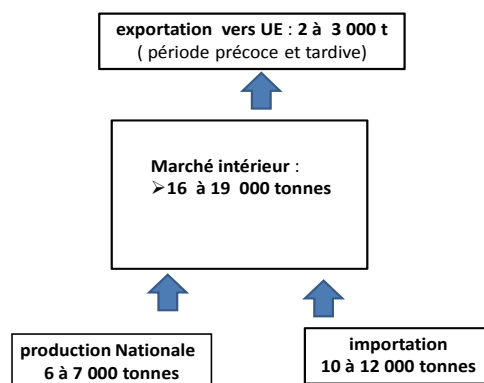 exportation vers UE : 2 à 3 000 t
( période précoce et tardive)
Marché intérieur :
➢16 à 19 000 tonnes
production Nationale
6 à 7 000 tonnes
importation
10 à 12 000 tonnes